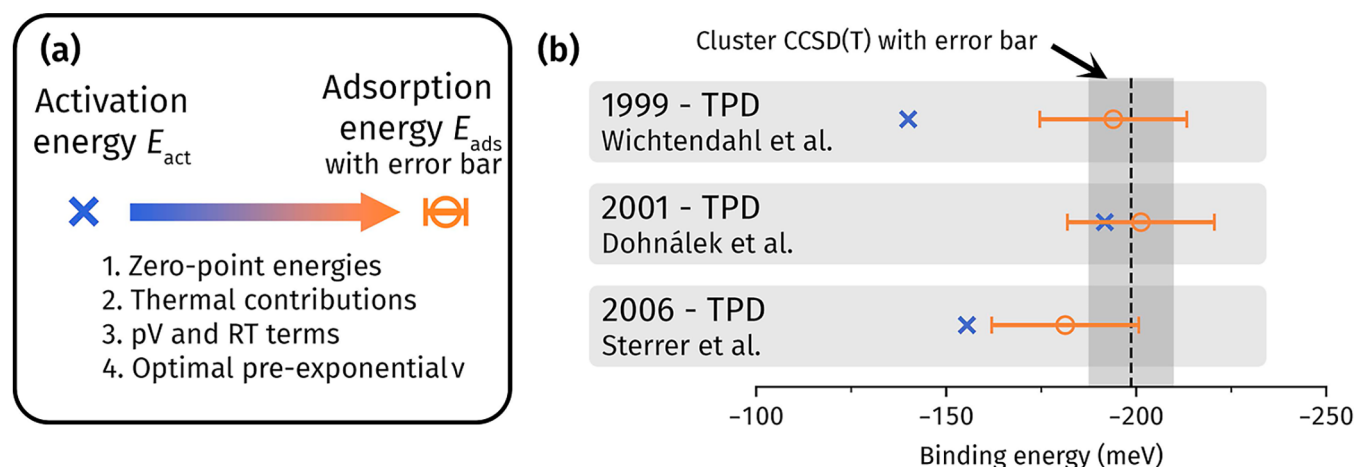 (a)
Activation
energy Eact
Adsorption
energy Eads
with error bar
1. Zero-point energies
2. Thermal contributions
3. pV and RT terms
4. Optimal pre-exponential ν
(b)
Cluster CCSD(T) with error bar
1999 - TPD
Wichtendahl et al.
2001 - TPD
Dohnálek et al.
2006 - TPD
Sterrer et al.
−100 −150 −200 −250
Binding energy (meV)